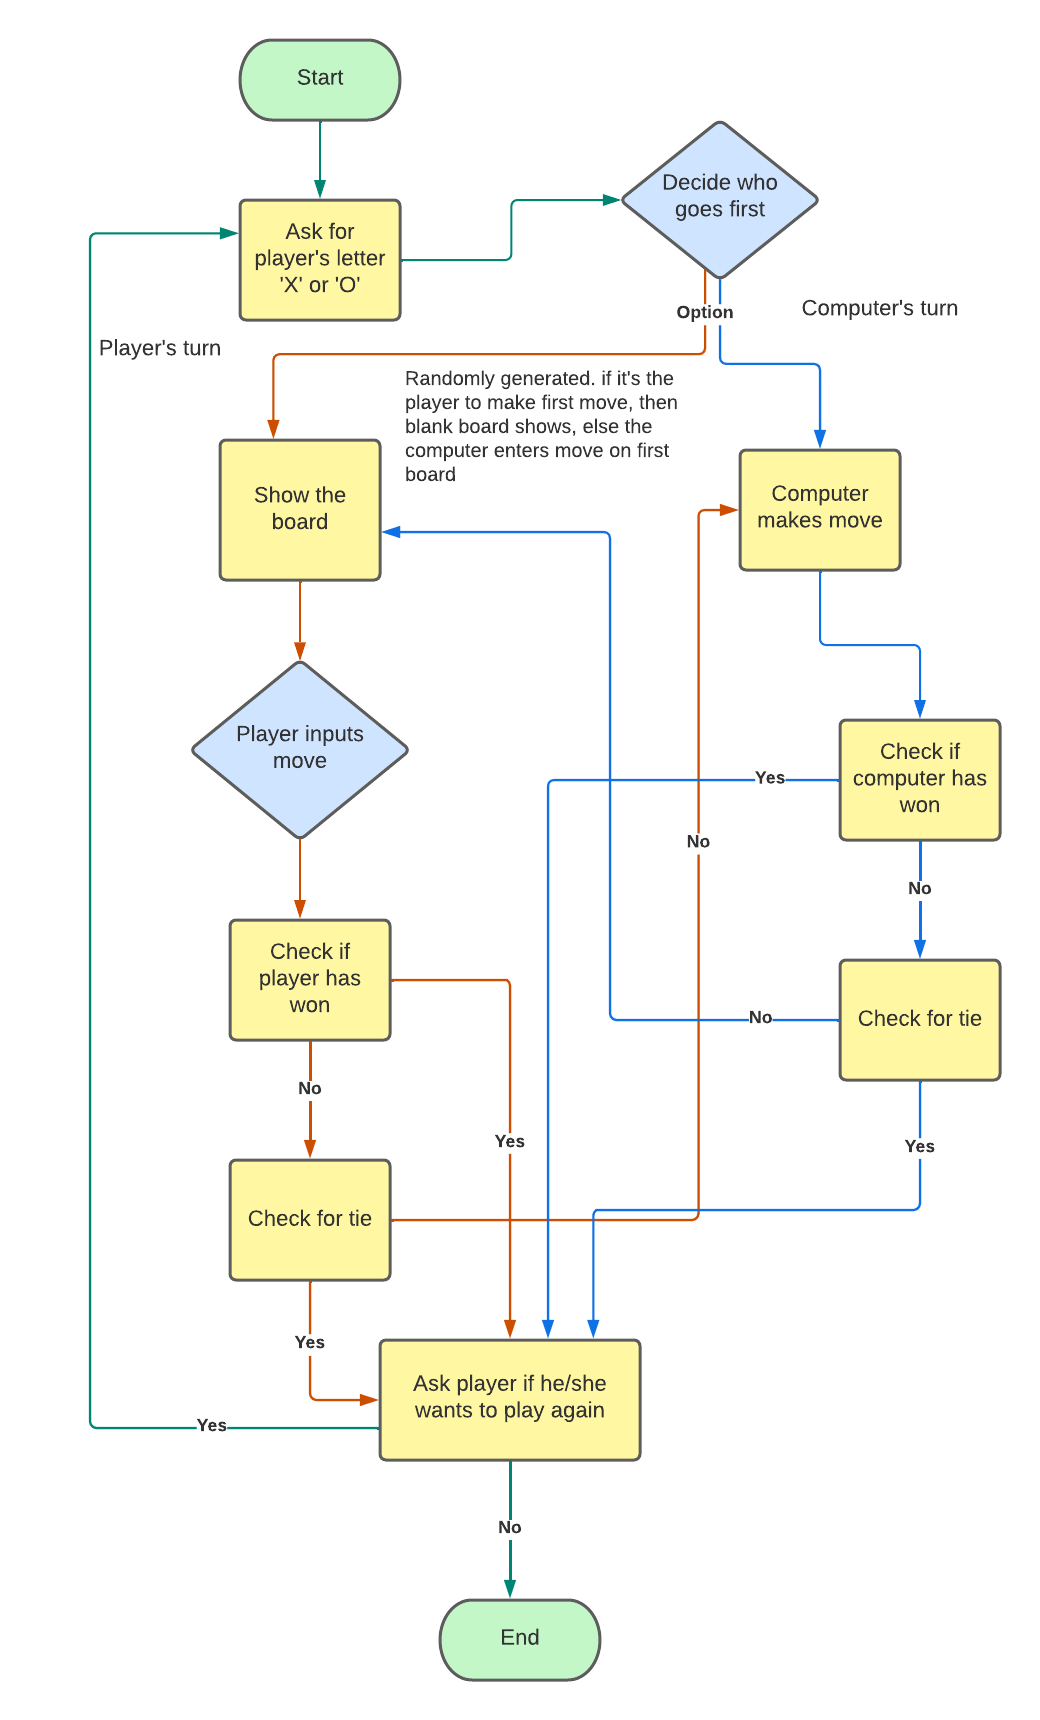 Start
Decide who
goes first
Ask for
player's letter
'X' or 'O'
Option
Computer's turn
Player's turn
Randomly generated. if it's the
player to make first move, then
blank board shows, else the
computer enters move on first
board
Show the
board
Computer
makes move
Player inputs
move
Check if
computer has
won
Yes
No
No
Check if
player has
won
No
Check for tie
No
Yes
Yes
Check for tie
Yes
Ask player if he/she
wants to play again
Yes
No
End